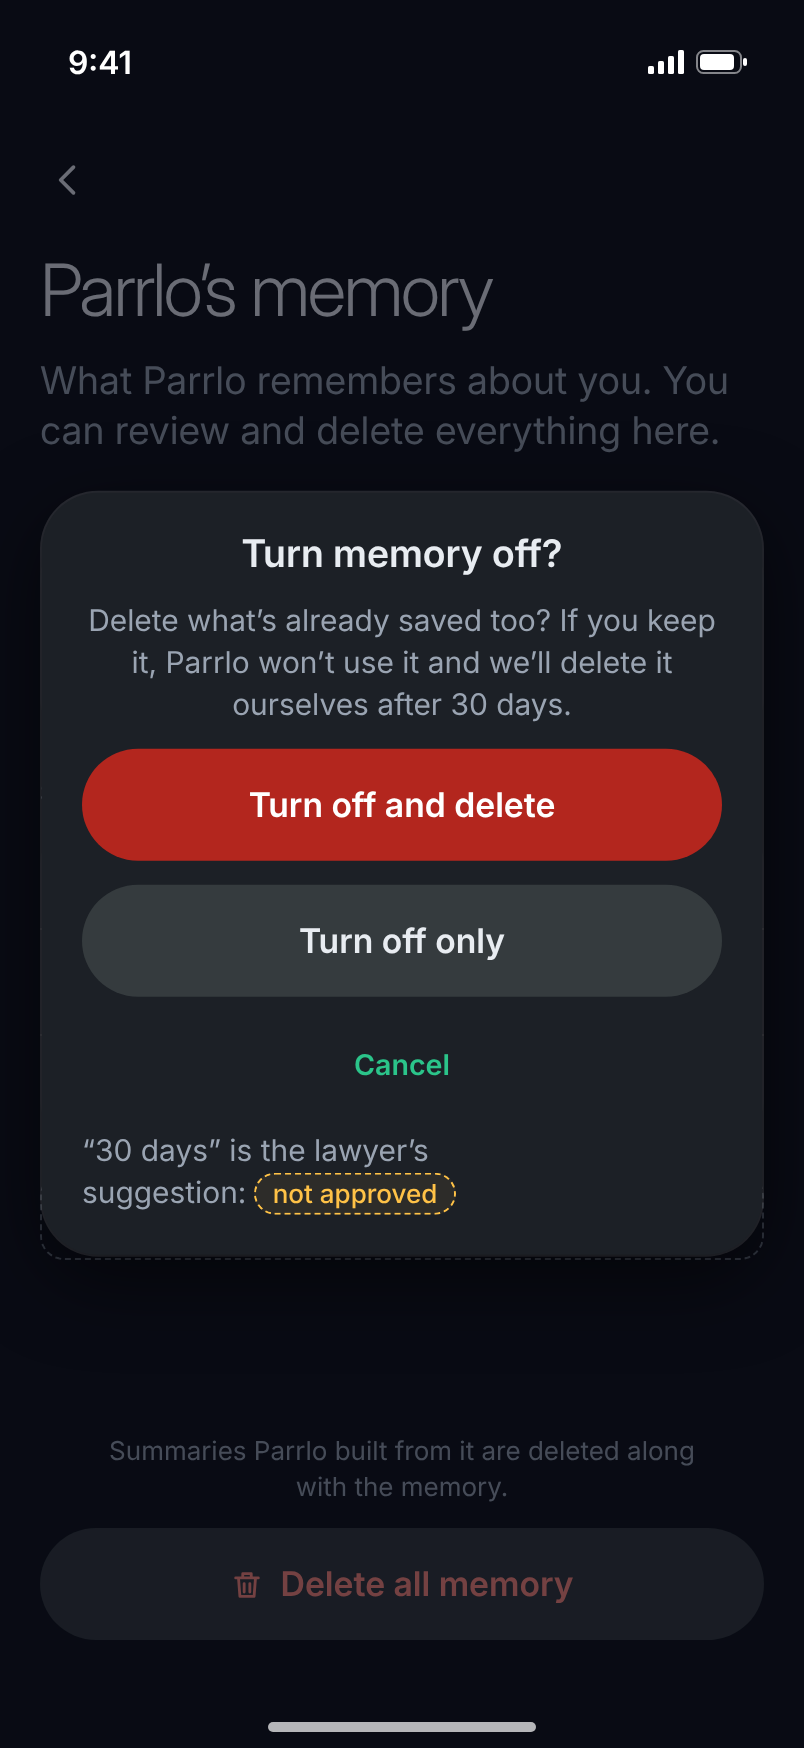 9:41
Parrlo’s memory
What Parrlo remembers about you. You
can review and delete everything here.
Turn memory off?
Delete what’s already saved too? If you keep
it, Parrlo won’t use it and we’ll delete it
ourselves after 30 days.
Turn off and delete
Turn off only
Cancel
“30 days” is the lawyer’s
suggestion: not approved
Summaries Parrlo built from it are deleted along
with the memory.
Delete all memory